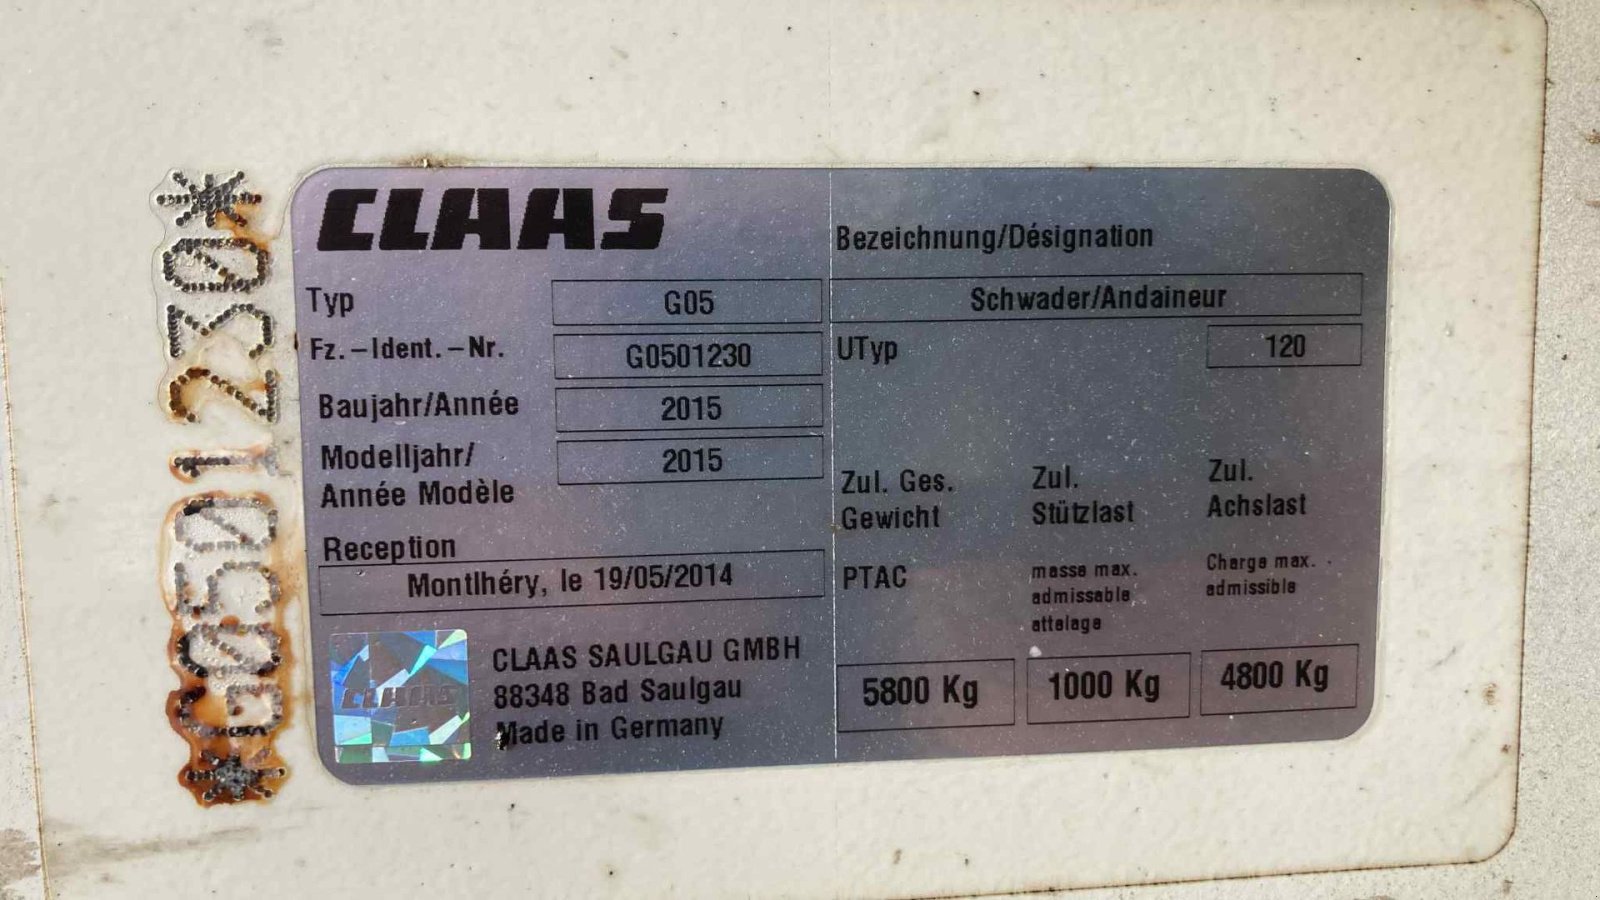 *G0501230*
CLAAS
Typ G05
Fz.-Ident.-Nr. G0501230
Baujahr/Année 2015
Modelljahr/ 2015
Année Modèle
Reception
Montlhéry, le 19/05/2014
CLAAS
CLAAS SAULGAU GMBH
88348 Bad Saulgau
Made in Germany
Bezeichnung/Désignation
Schwader/Andaineur
UTyp 120
Zul. Ges. Zul. Zul.
Gewicht Stützlast Achslast
PTAC masse max. Charge max.
admissable admissible
attelage
5800 Kg 1000 Kg 4800 Kg